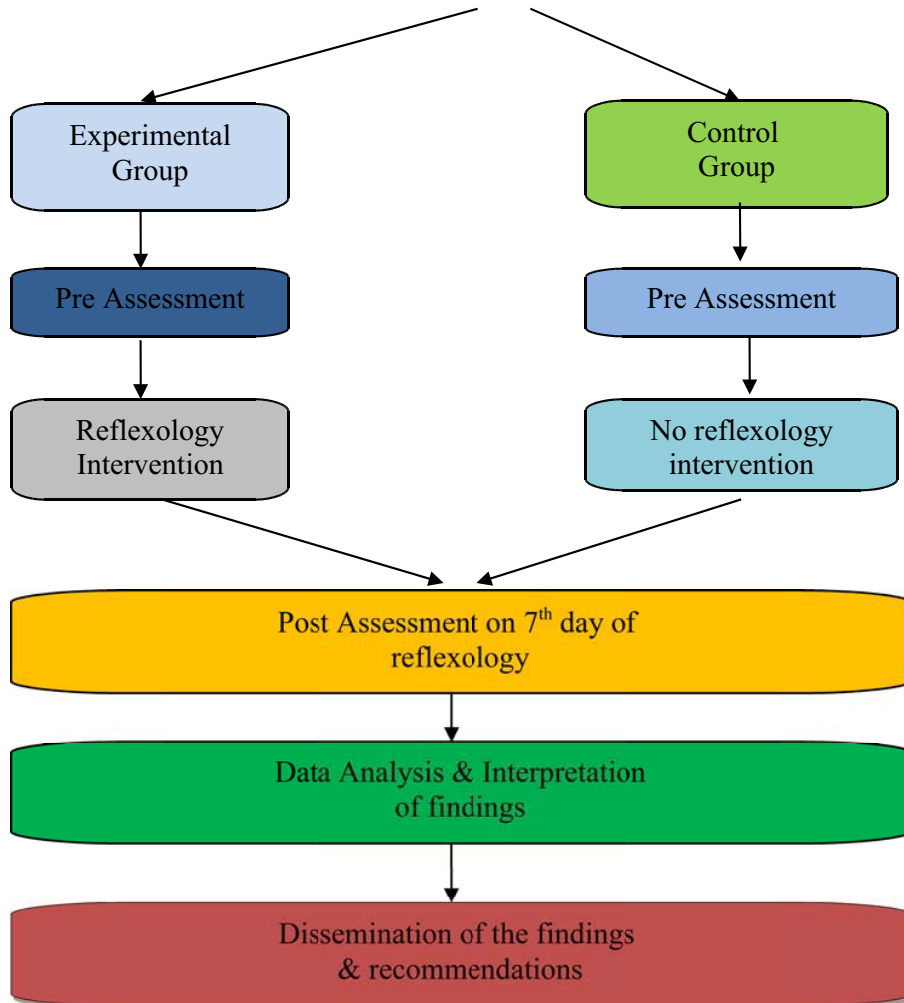 Experimental
Group
Control
Group
Pre Assessment
Pre Assessment
Reflexology
Intervention
No reflexology
intervention
Post Assessment on 7th day of
reflexology
Data Analysis & Interpretation
of findings
Dissemination of the findings
& recommendations